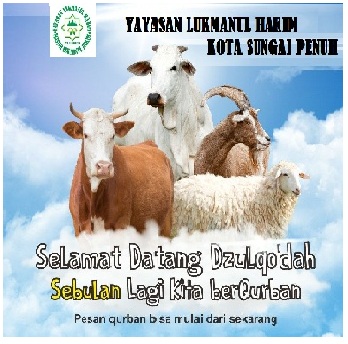 YAYASAN LUKMANUL HAKIM
KOTA SUNGAI PENUH
Selamat Datang Dzulqo'dah
Sebulan Lagi Kita berQurban
Pesan qurban bisa mulai dari sekarang